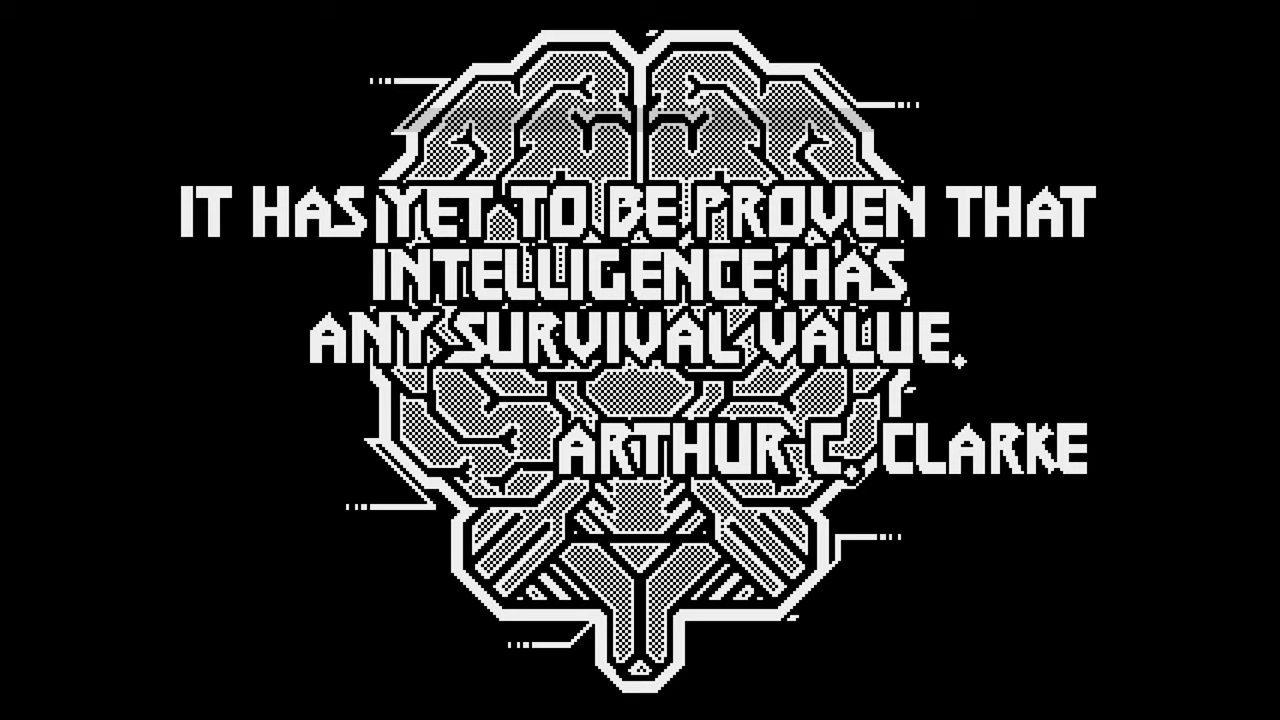 IT HAS YET TO BE PROVEN THAT
INTELLIGENCE HAS
ANY SURVIVAL VALUE.
ARTHUR C. CLARKE